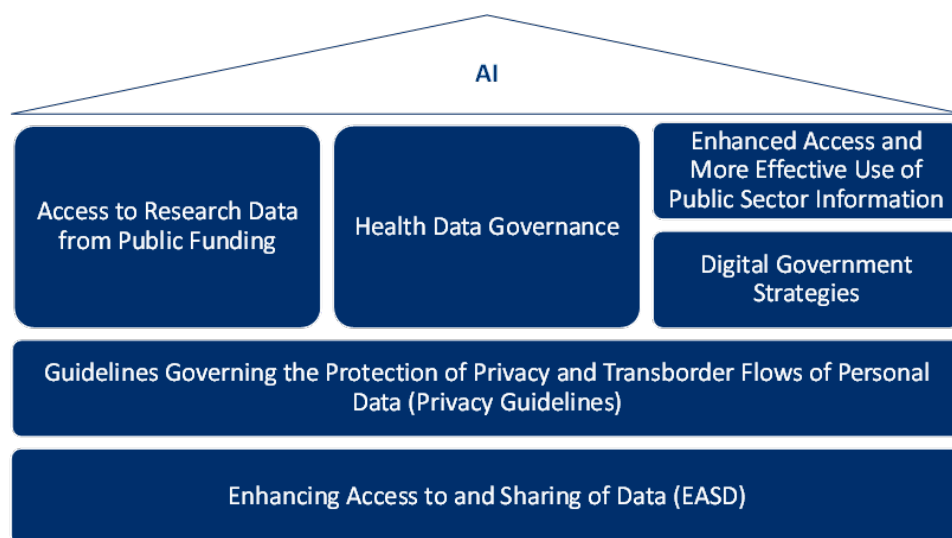 AI
Access to Research Data
from Public Funding
Health Data Governance
Enhanced Access and
More Effective Use of
Public Sector Information
Digital Government
Strategies
Guidelines Governing the Protection of Privacy and Transborder Flows of Personal
Data (Privacy Guidelines)
Enhancing Access to and Sharing of Data (EASD)